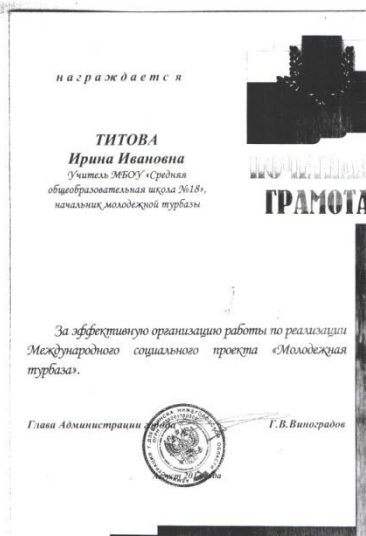 награждается
ТИТОВА
Ирина Ивановна
Учитель МБОУ «Средняя
общеобразовательная школа №18»,
начальник молодежной турбазы
ГРАМОТА
За эффективную организацию работы по реализации
Международного социального проекта «Молодежная
турбаза».
Глава Администрации города
Г.В.Виноградов